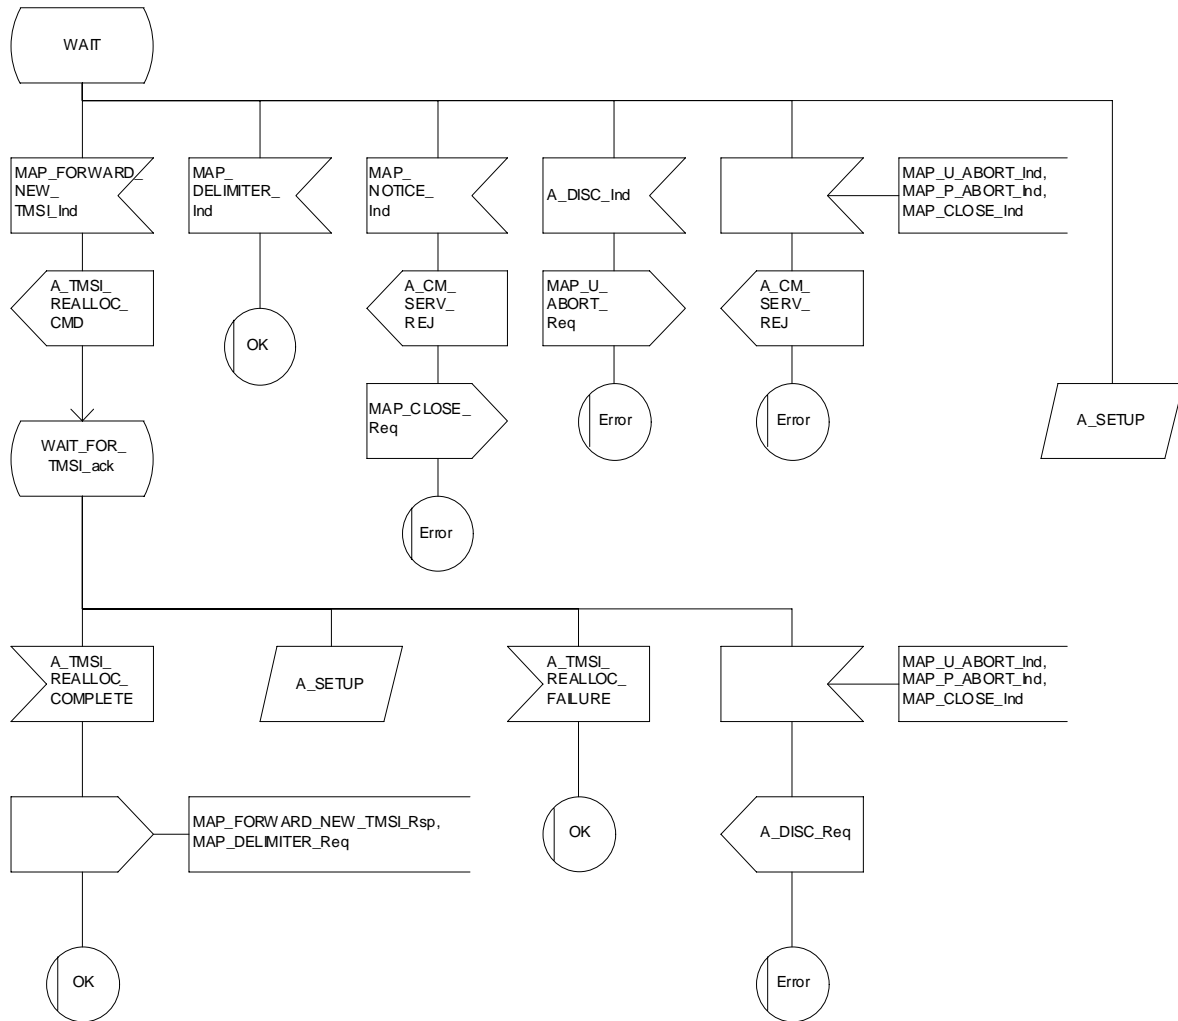 WAIT
MAP_FORWARD_
NEW_
TMSI_Ind
MAP_
DELIMITER_
Ind
MAP_
NOTICE_
Ind
A_DISC_Ind
MAP_U_ABORT_Ind,
MAP_P_ABORT_Ind,
MAP_CLOSE_Ind
A_TMSI_
REALLOC_
CMD
OK
A_CM_
SERV_
REJ
MAP_U_
ABORT_
Req
A_CM_
SERV_
REJ
MAP_CLOSE_
Req
Error
Error
A_SETUP
WAIT_FOR_
TMSI_ack
Error
A_TMSI_
REALLOC_
COMPLETE
A_SETUP
A_TMSI_
REALLOC_
FAILURE
MAP_U_ABORT_Ind,
MAP_P_ABORT_Ind,
MAP_CLOSE_Ind
MAP_FORWARD_NEW_TMSI_Rsp,
MAP_DELIMITER_Req
OK
A_DISC_Req
OK
Error